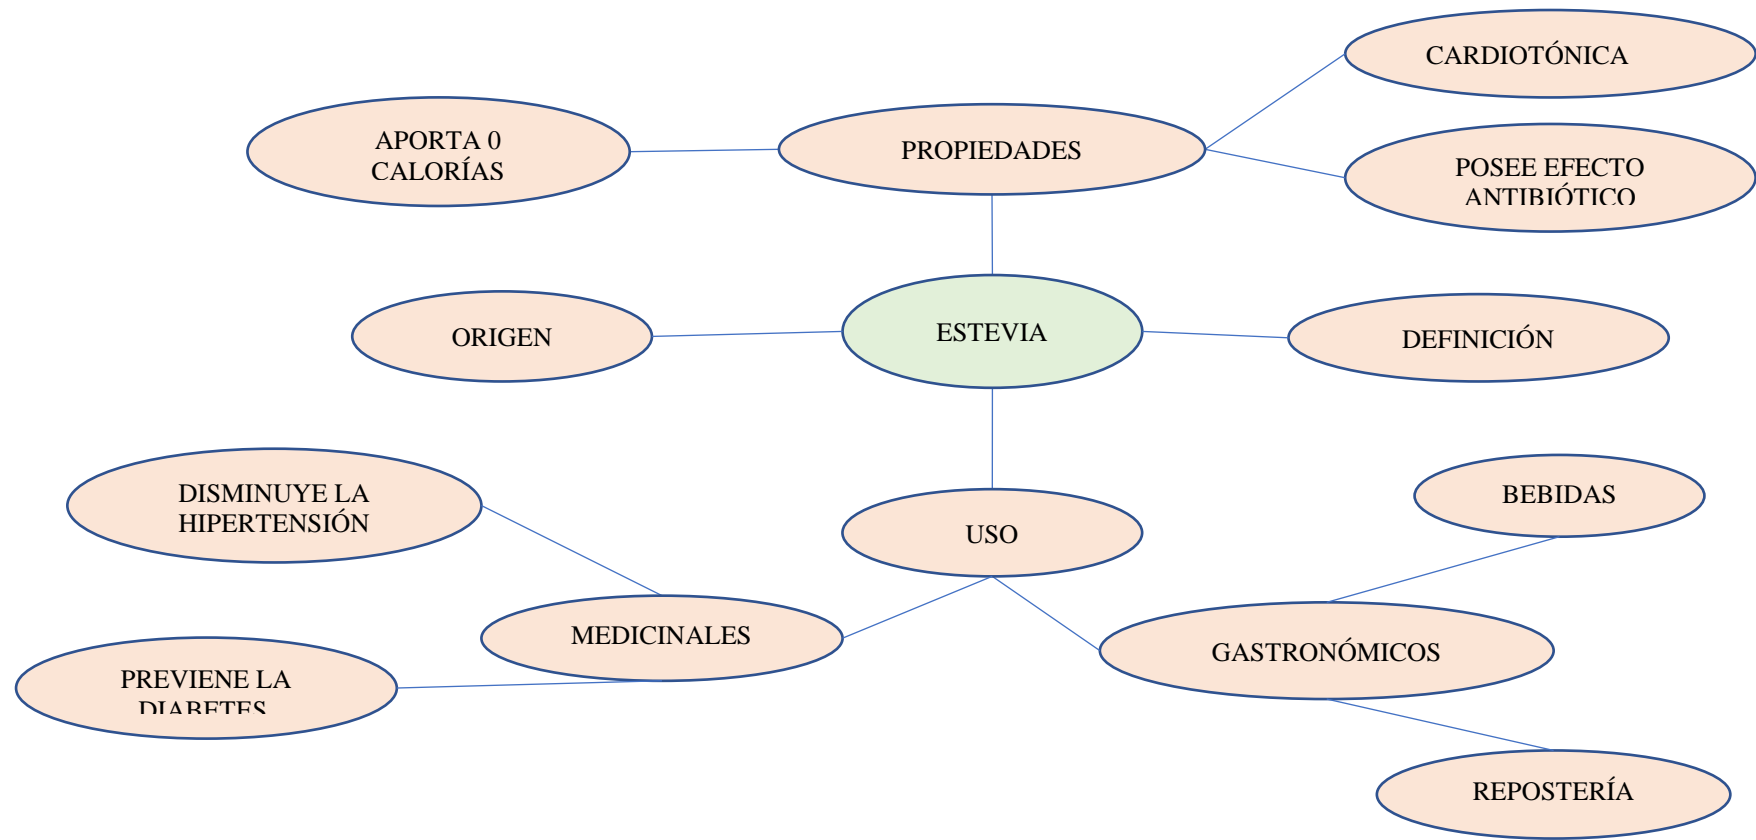 CARDIOTÓNICA
APORTA 0
CALORÍAS
PROPIEDADES
POSEE EFECTO
ANTIBIÓTICO
ORIGEN
ESTEVIA
DEFINICIÓN
DISMINUYE LA
HIPERTENSIÓN
USO
BEBIDAS
MEDICINALES
GASTRONÓMICOS
PREVIENE LA
DIABETES
REPOSTERÍA